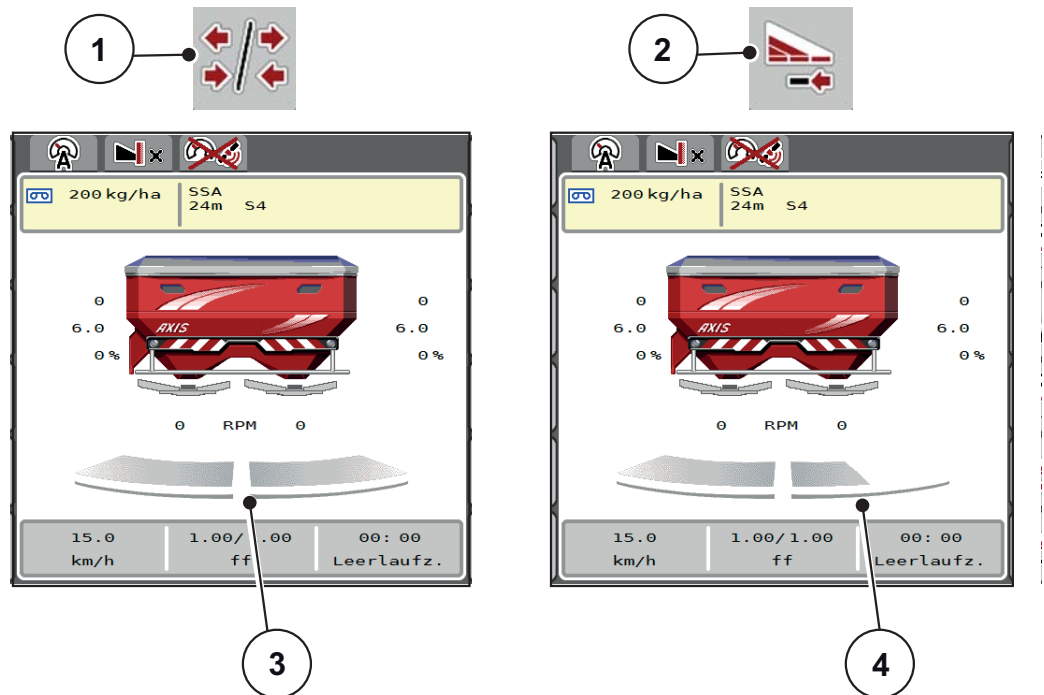 1
2
A
x
A
x
200 kg/ha
SSA
24m S4
200 kg/ha
SSA
24m S4
0
0
6.0
AXIS
6.0
0%
0%
0 RPM 0
0
0
6.0
AXIS
6.0
0%
0%
0 RPM 0
15.0
km/h
1.00/ .00
ff
00:00
Leerlaufz.
15.0
km/h
1.00/1.00
ff
00:00
Leerlaufz.
3
4